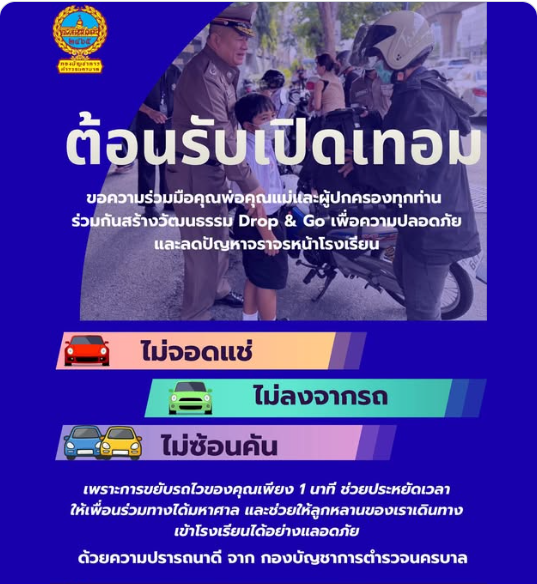 ต้อนรับเปิดเทอม
ขอความร่วมมือคุณพ่อคุณแม่และผู้ปกครองทุกท่าน
ร่วมกันสร้างวัฒนธรรม Drop & Go เพื่อความปลอดภัย
และลดปัญหาจราจรหน้าโรงเรียน
ไม่จอดแช่
ไม่ลงจากรถ
ไม่ซ้อนคัน
เพราะการขยับรถไวของคุณเพียง 1 นาที ช่วยประหยัดเวลา
ให้เพื่อนร่วมทางได้มหาศาล และช่วยให้ลูกหลานของเราเดินทาง
เข้าโรงเรียนได้อย่างแลอดภัย
ด้วยความปรารถนาดี จาก กองบัญชาการตำรวจนครบาล